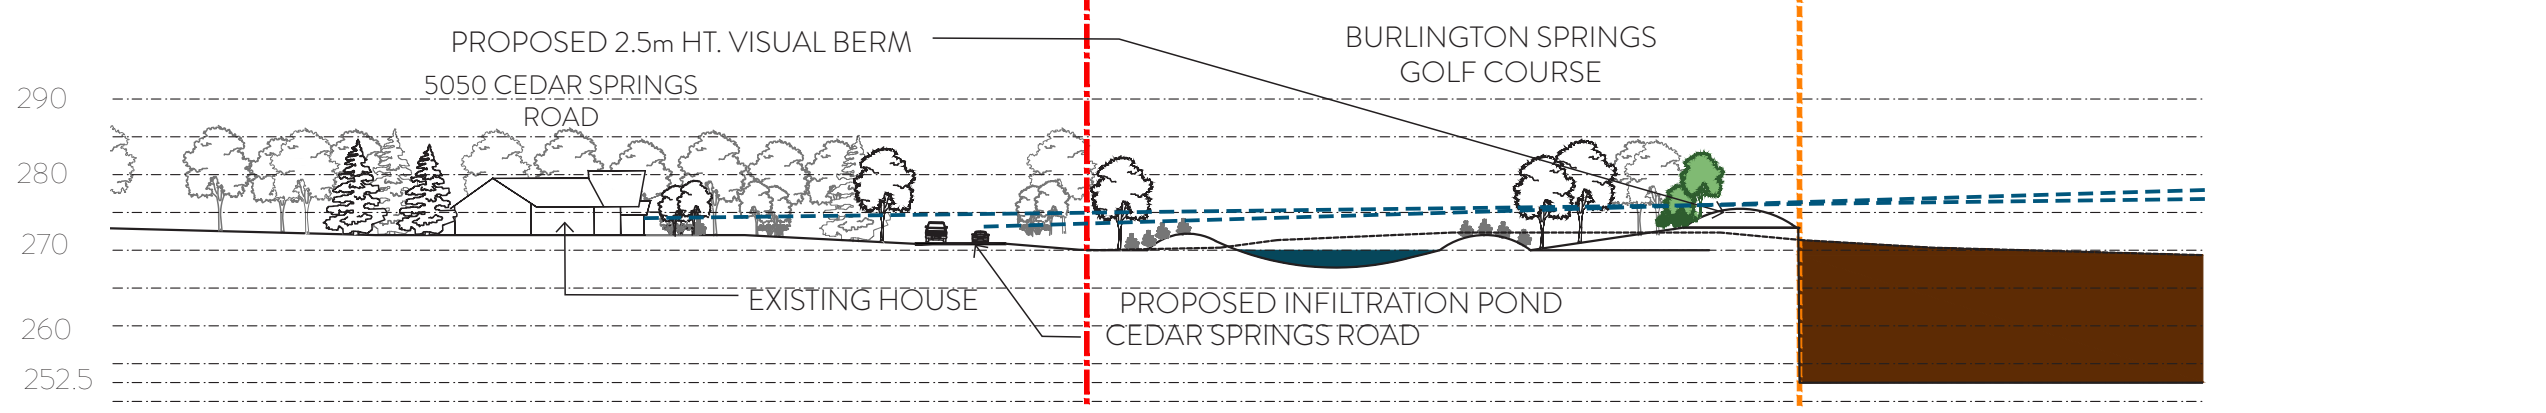 PROPOSED 2.5m HT. VISUAL BERM
5050 CEDAR SPRINGS
ROAD
BURLINGTON SPRINGS
GOLF COURSE
290
280
270
260
252.5
EXISTING HOUSE
PROPOSED INFILTRATION POND
CEDAR SPRINGS ROAD